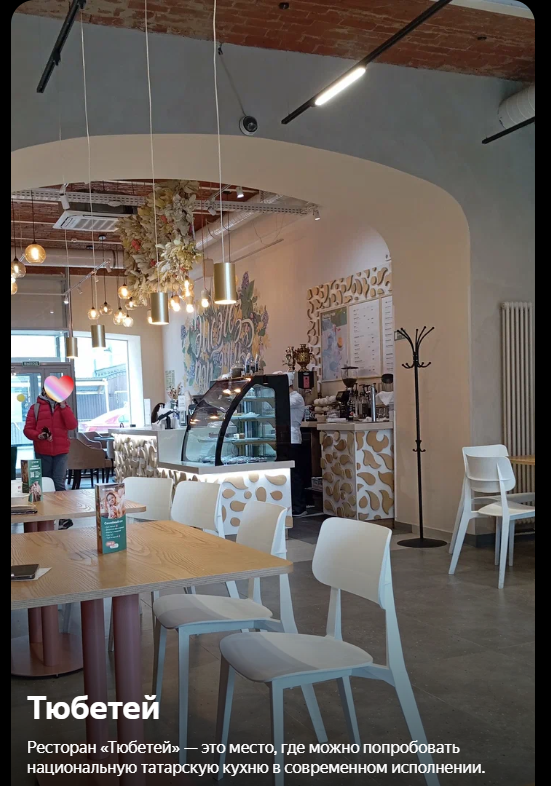 Тюбетей
Ресторан «Тюбетей» — это место, где можно попробовать
национальную татарскую кухню в современном исполнении.